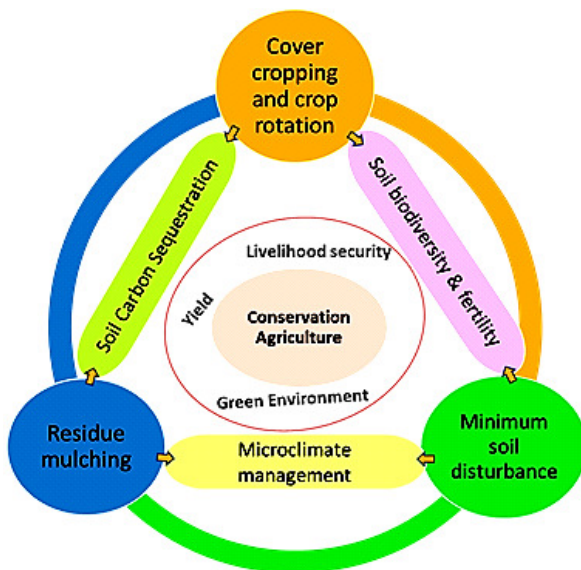 Cover
cropping
and crop
rotation
Soil Carbon Sequestration
Soil biodiversity & fertility
Livelihood security
Yield
Conservation
Agriculture
Green Environment
Residue
mulching
Microclimate
management
Minimum
soil
disturbance